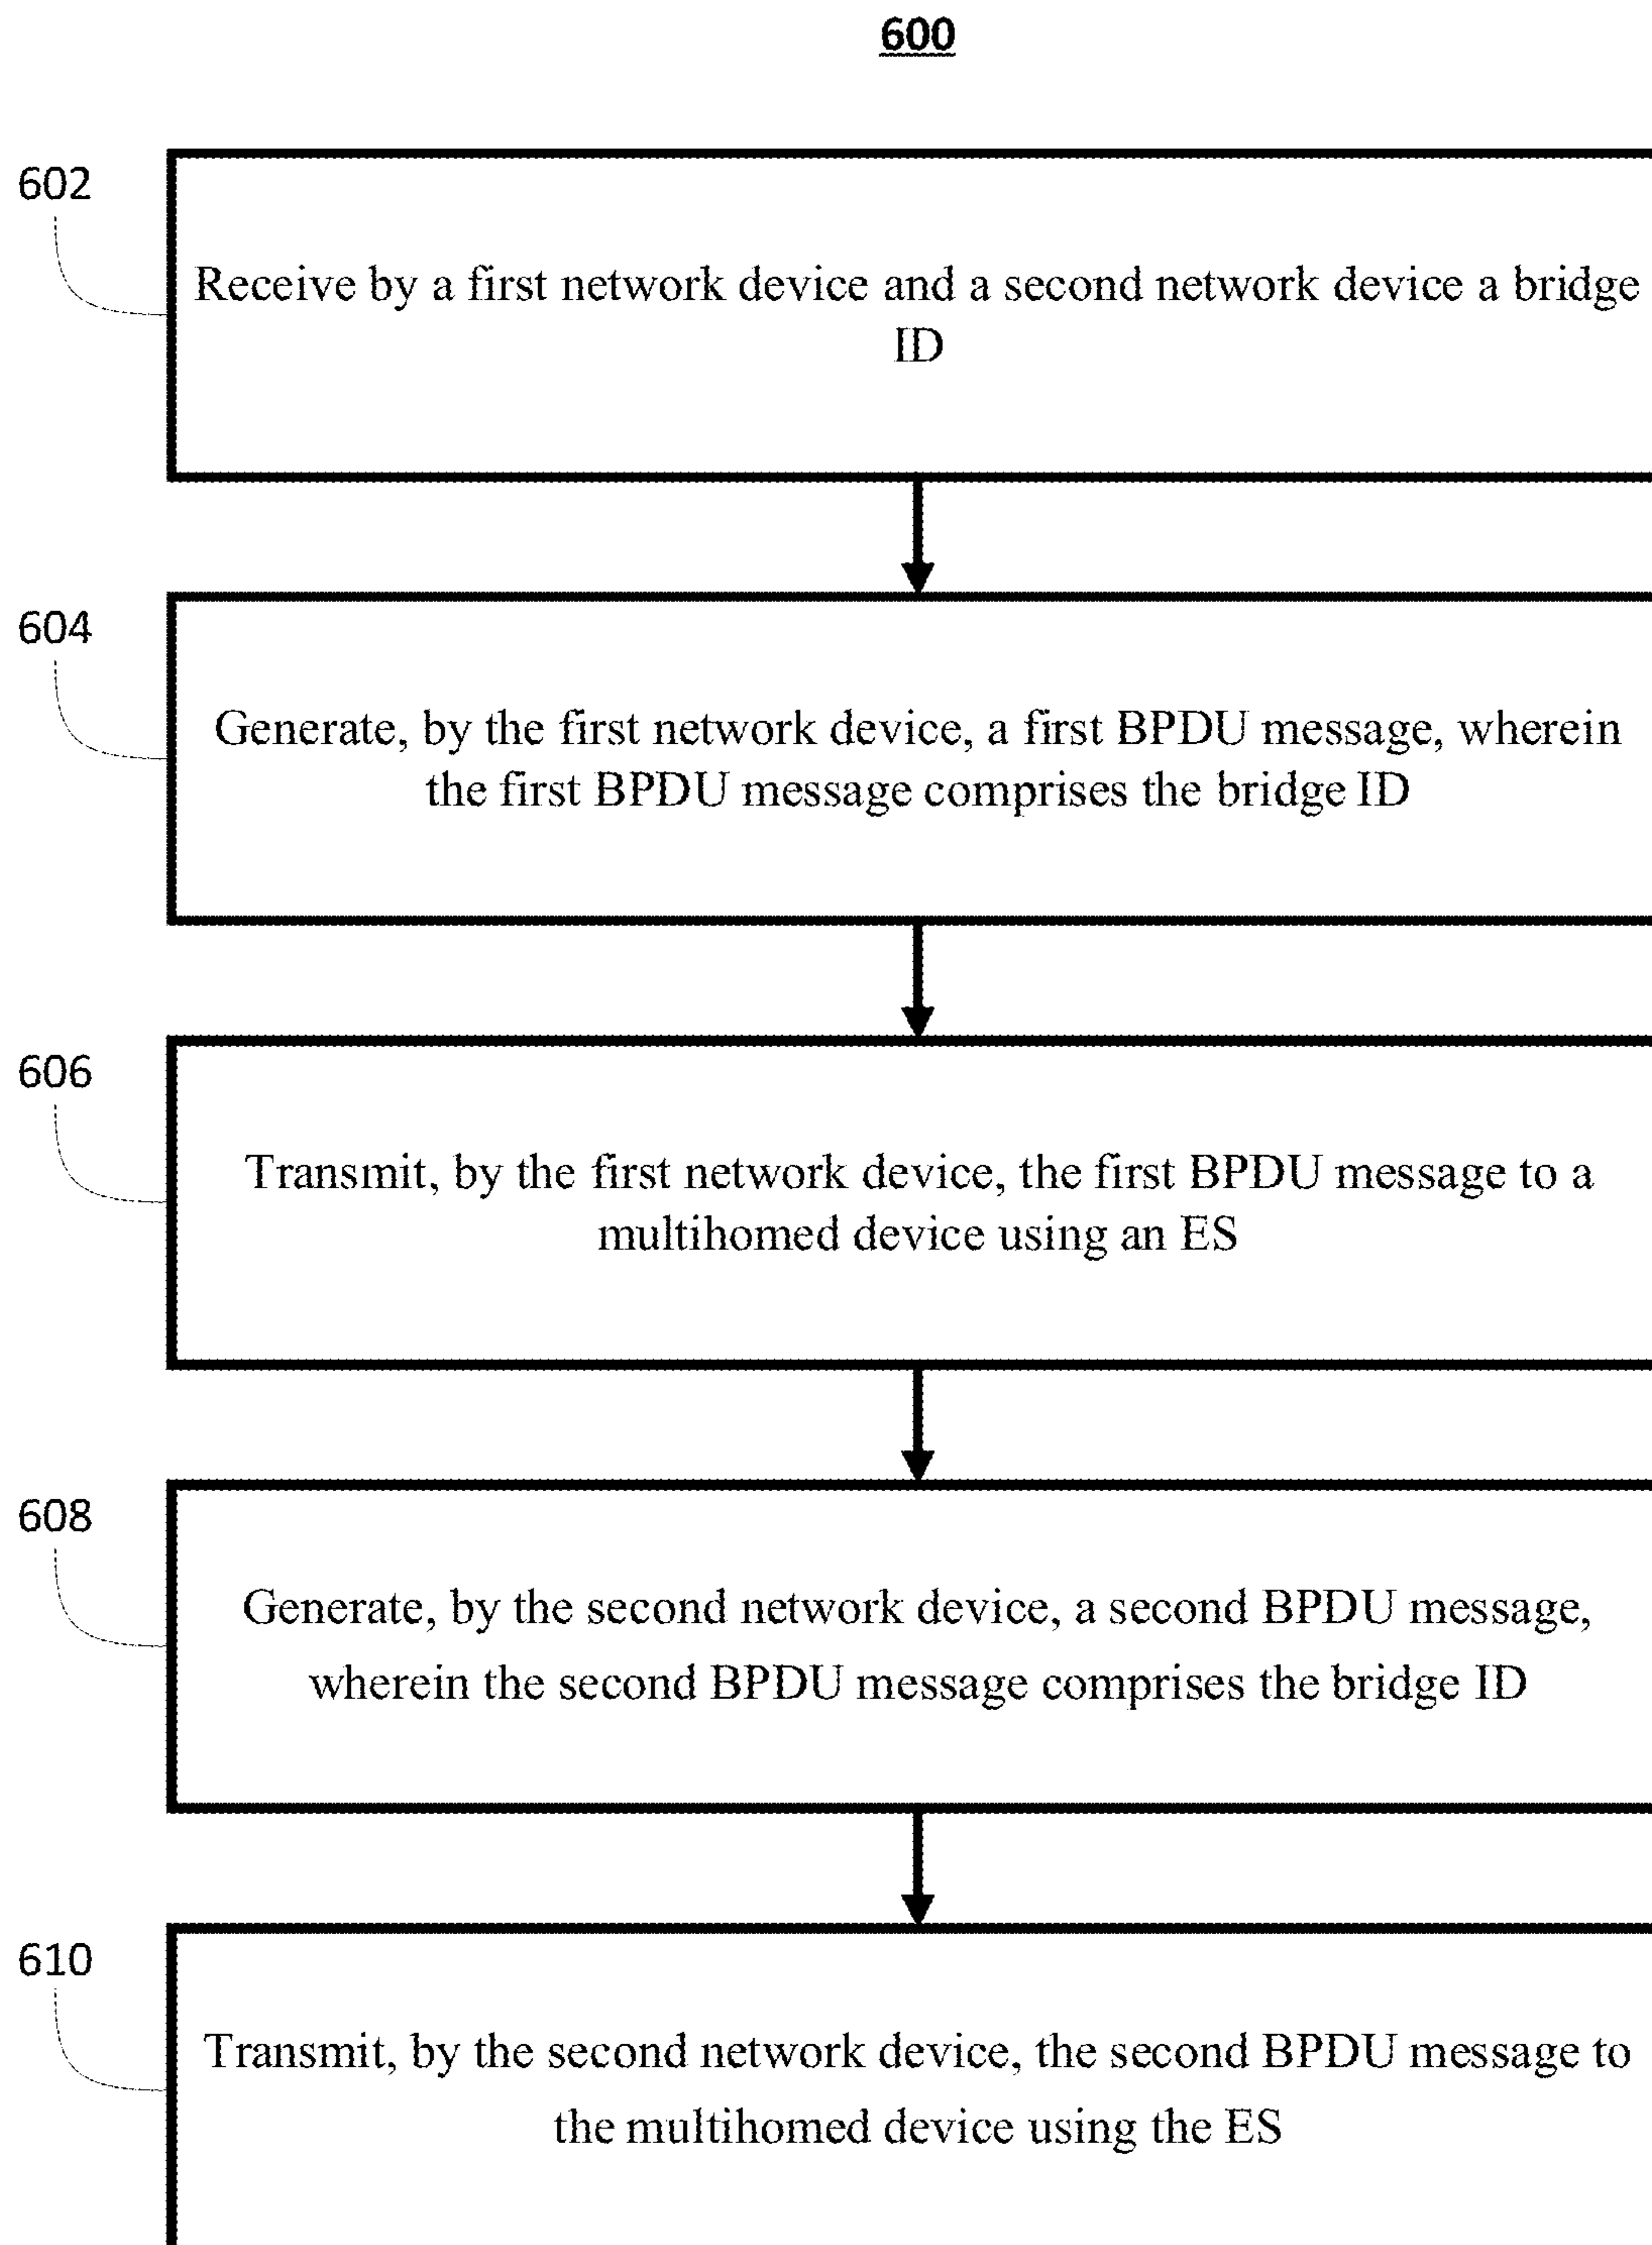 600
602
Receive by a first network device and a second network device a bridge
ID
604
Generate, by the first network device, a first BPDU message, wherein
the first BPDU message comprises the bridge ID
606
Transmit, by the first network device, the first BPDU message to a
multihomed device using an ES
608
Generate, by the second network device, a second BPDU message,
wherein the second BPDU message comprises the bridge ID
610
Transmit, by the second network device, the second BPDU message to
the multihomed device using the ES